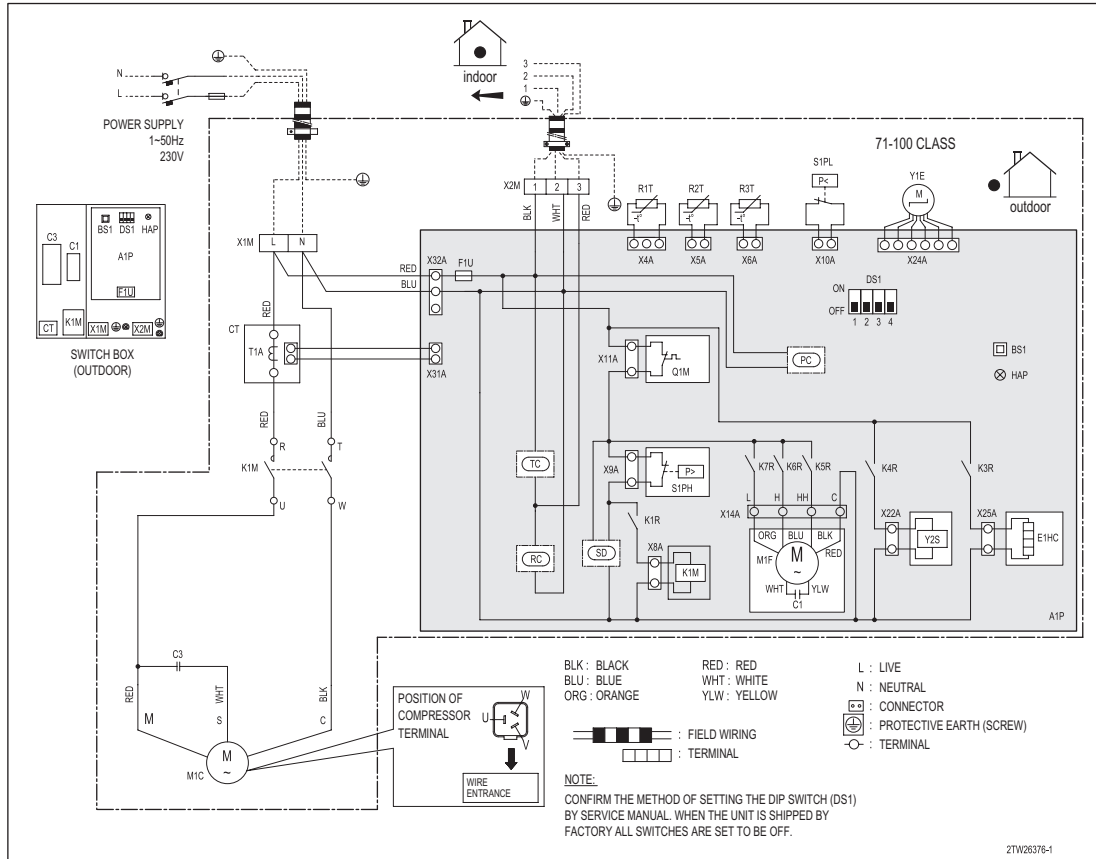 N
L
POWER SUPPLY
1~50Hz
230V
indoor
3
2
1
71-100 CLASS
outdoor
S1PL
P<
Y1E
M
R1T
R2T
R3T
X4A
X5A
X6A
X10A
X24A
X2M 1 2 3
BLK
WHT
RED
BS1 DS1 HAP
C3
C1
A1P
F1U
CT
K1M
X1M
X2M
SWITCH BOX
(OUTDOOR)
X1M L N
X32A
F1U
RED
BLU
DS1
ON
OFF
1 2 3 4
BS1
HAP
RED
CT
T1A
X31A
X11A
Q1M
PC
RED
BLU
R
T
K1M
U
W
TC
RC
X9A
P>
S1PH
SD
K1R
X8A
K1M
K7R
K6R
K5R
L
H
HH
C
X14A
ORG
BLU
BLK
RED
M
~
M1F
WHT
YLW
C1
K4R
K3R
X22A
Y2S
X25A
E1HC
A1P
C3
RED
WHT
BLK
M
S
C
M
~
M1C
POSITION OF
COMPRESSOR
TERMINAL
W
U
V
WIRE
ENTRANCE
BLK : BLACK
BLU : BLUE
ORG : ORANGE
RED : RED
WHT : WHITE
YLW : YELLOW
L : LIVE
N : NEUTRAL
: CONNECTOR
: PROTECTIVE EARTH (SCREW)
: TERMINAL
: FIELD WIRING
: TERMINAL
NOTE:
CONFIRM THE METHOD OF SETTING THE DIP SWITCH (DS1)
BY SERVICE MANUAL. WHEN THE UNIT IS SHIPPED BY
FACTORY ALL SWITCHES ARE SET TO BE OFF.
2TW26376-1